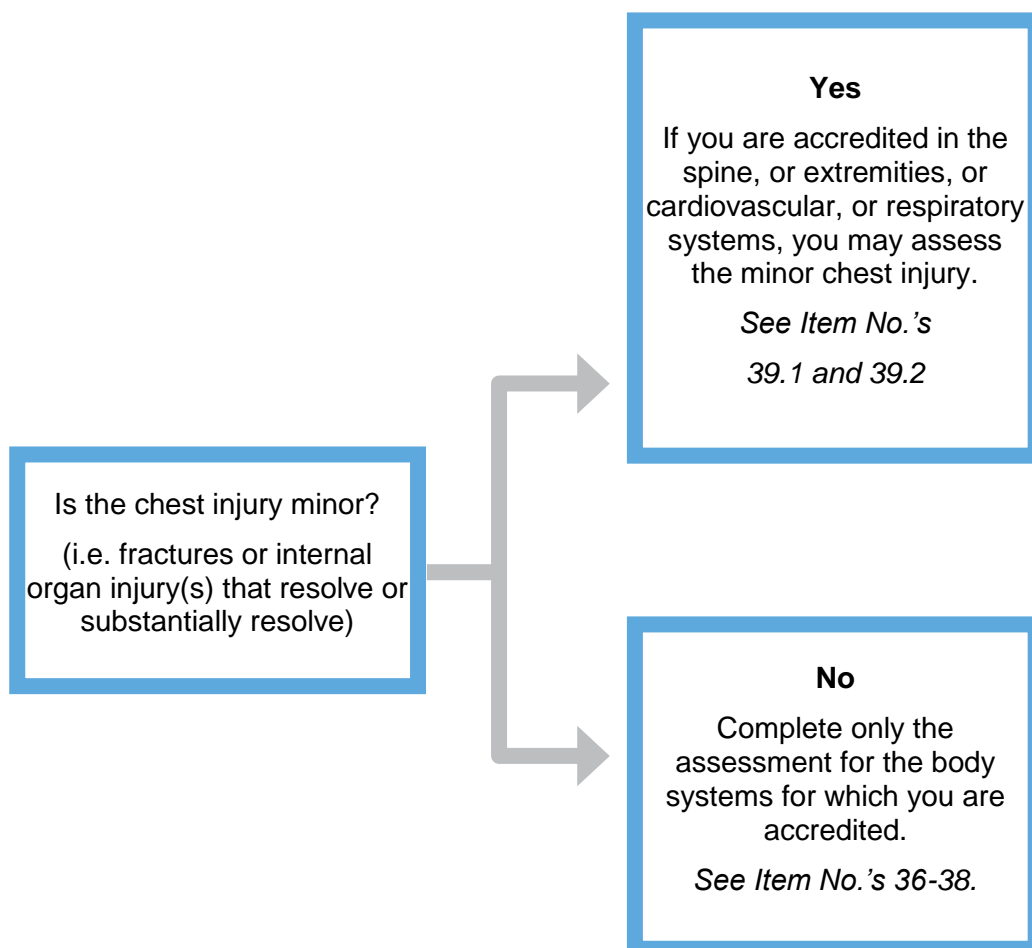 Yes
If you are accredited in the
spine, or extremities, or
cardiovascular, or respiratory
systems, you may assess
the minor chest injury.
See Item No.’s
39.1 and 39.2
Is the chest injury minor?
(i.e. fractures or internal
organ injury(s) that resolve or
substantially resolve)
No
Complete only the
assessment for the body
systems for which you are
accredited.
See Item No.’s 36-38.